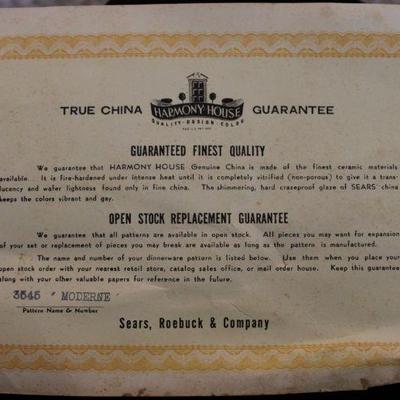 TRUE CHINA HARMONY HOUSE GUARANTEE
QUALITY - DESIGN - COLOR
GUARANTEED FINEST QUALITY
We guarantee that HARMONY HOUSE Genuine China is made of the finest ceramic materials
available. It is fire-hardened under intense heat until it is completely vitrified (non-porous) to give it a trans-
lucency and wafer lightness found only in fine china. The shimmering, hard crazeproof glaze of SEARS' china
keeps the colors vibrant and gay.
OPEN STOCK REPLACEMENT GUARANTEE
We guarantee that all patterns are available in open stock. All pieces you may want for expansion
of your set or replacement of pieces you may break are available as long as the pattern is manufactured.
The name and number of your dinnerware pattern is listed below. Use them when you place your
open stock order with your nearest retail store, catalog sales office, or mail order house. Keep this guarantee
along with your other valuable papers for reference in the future.
3545 ' MODERNE '
Pattern Name & Number
Sears, Roebuck & Company